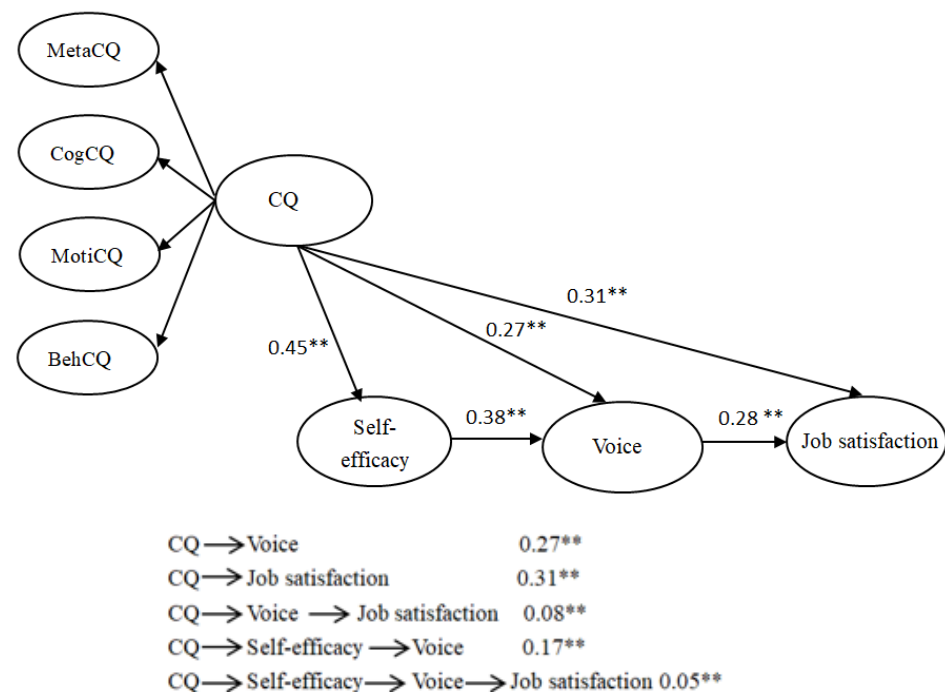 MetaCQ
CogCQ
CQ
MotiCQ
BehCQ
0.31**
0.27**
0.45**
Self-
efficacy
0.38**
Voice
0.28 **
Job satisfaction
CQ→Voice 0.27**
CQ→Job satisfaction 0.31**
CQ→Voice → Job satisfaction 0.08**
CQ→Self-efficacy →Voice 0.17**
CQ→Self-efficacy→ Voice→ Job satisfaction 0.05**